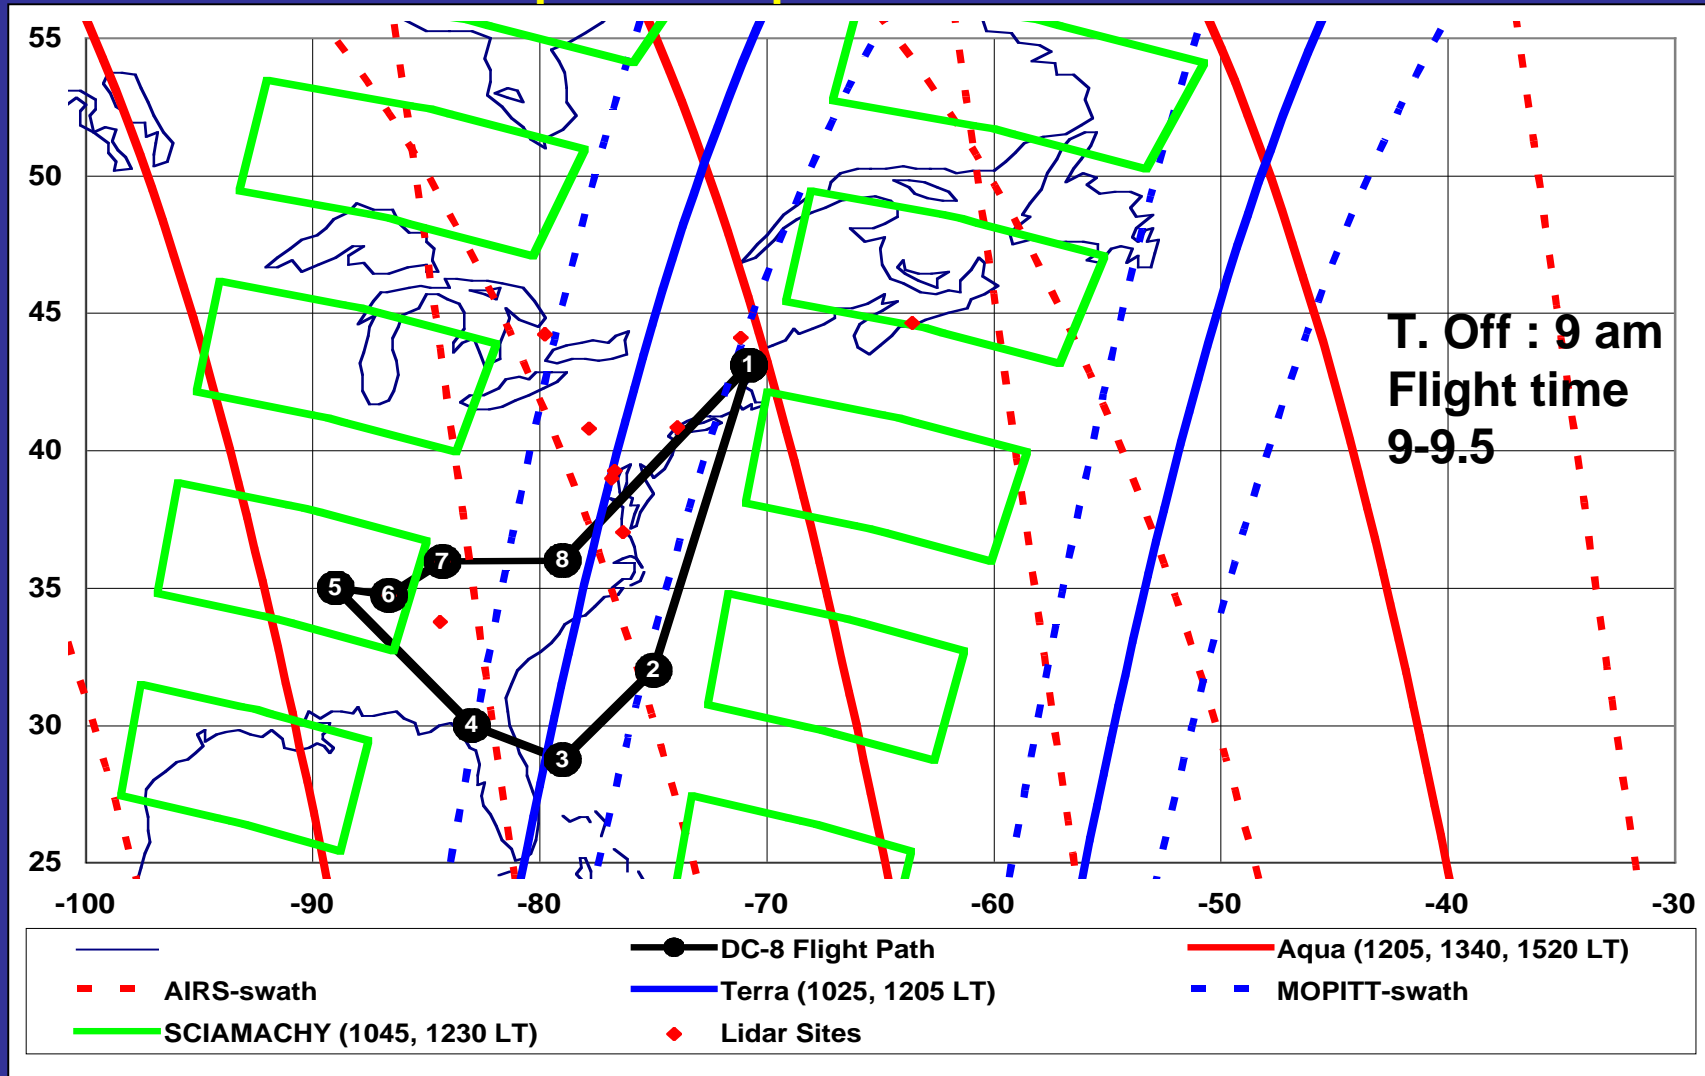 55
50
45
40
35
30
25
-100
-90
-80
-70
-60
-50
-40
-30
1
2
3
4
5
6
7
8
T. Off : 9 am
Flight time
9-9.5
DC-8 Flight Path
Aqua (1205, 1340, 1520 LT)
AIRS-swath
Terra (1025, 1205 LT)
MOPITT-swath
SCIAMACHY (1045, 1230 LT)
Lidar Sites